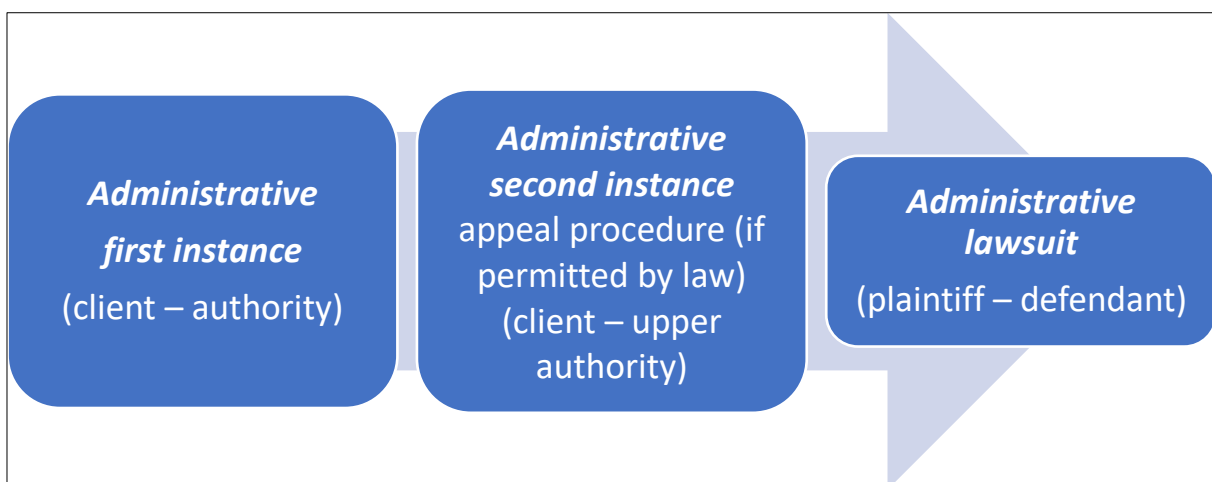 Administrative
first instance
(client – authority)
Administrative
second instance
appeal procedure (if
permitted by law)
(client – upper
authority)
Administrative
lawsuit
(plaintiff – defendant)